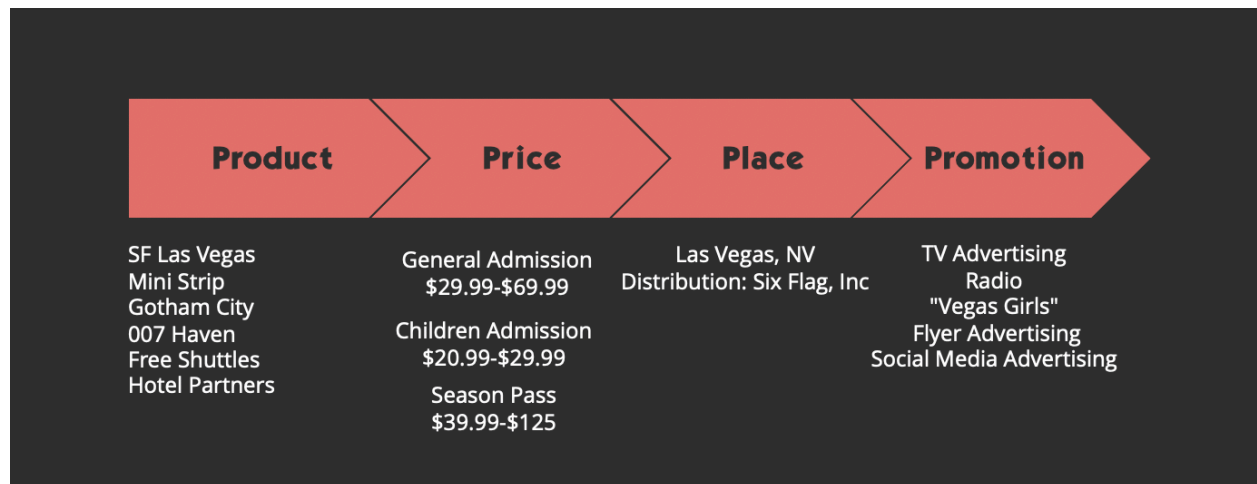 Product
Price
Place
Promotion
SF Las Vegas
Mini Strip
Gotham City
007 Haven
Free Shuttles
Hotel Partners
General Admission
$29.99-$69.99
Children Admission
$20.99-$29.99
Season Pass
$39.99-$125
Las Vegas, NV
Distribution: Six Flag, Inc
TV Advertising
Radio
"Vegas Girls"
Flyer Advertising
Social Media Advertising